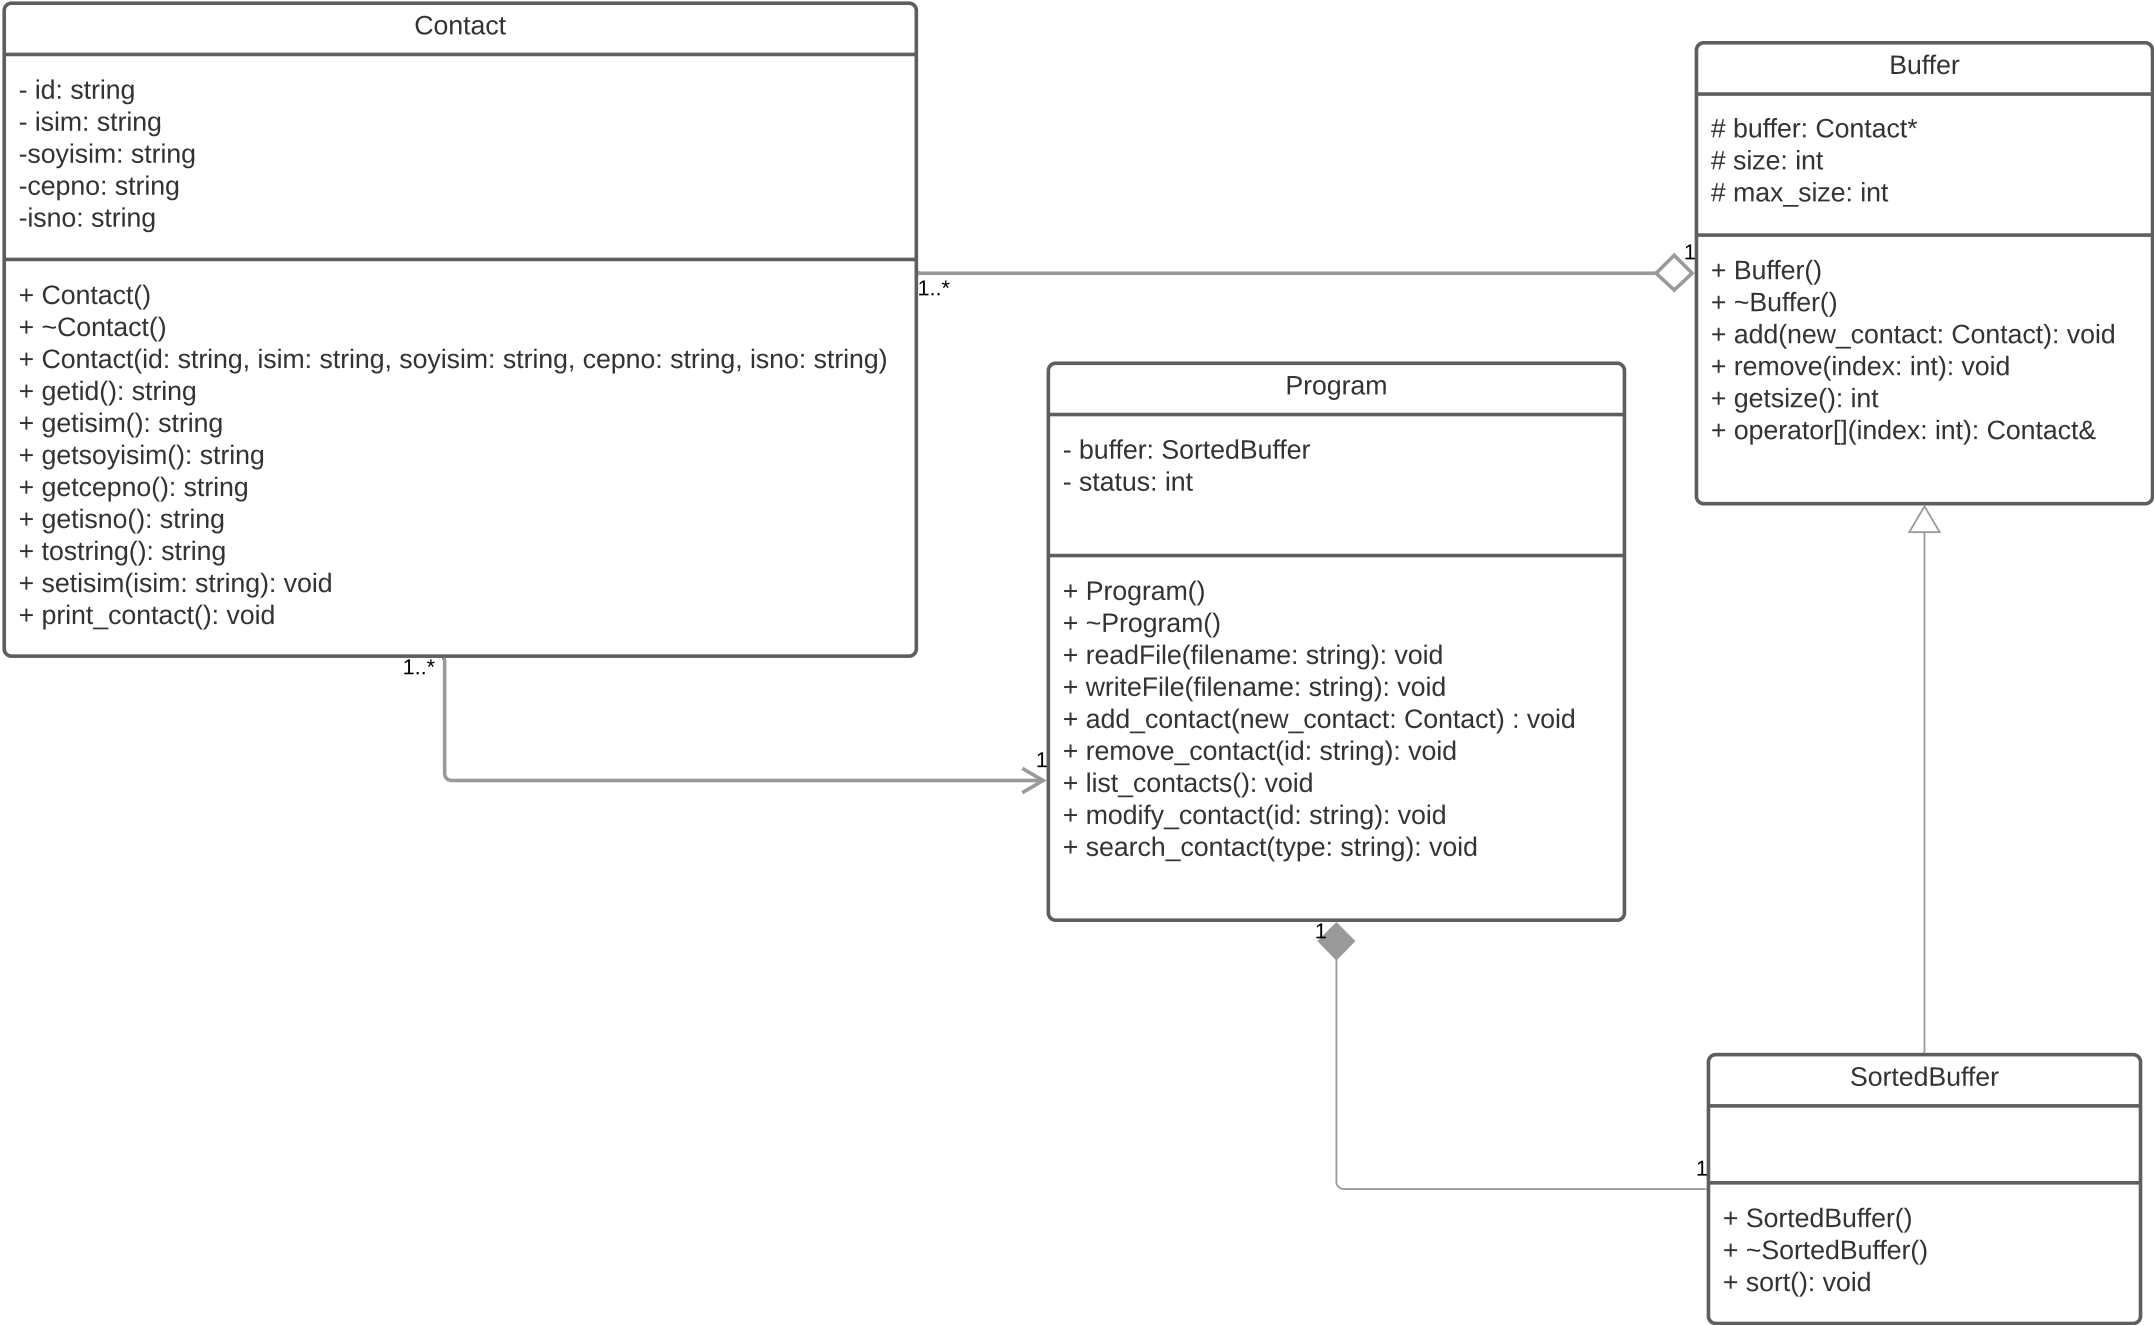 Contact
- id: string
- isim: string
-soyisim: string
-cepno: string
-isno: string
+ Contact()
+ ~Contact()
+ Contact(id: string, isim: string, soyisim: string, cepno: string, isno: string)
+ getid(): string
+ getisim(): string
+ getsoyisim(): string
+ getcepno(): string
+ getisno(): string
+ tostring(): string
+ setisim(isim: string): void
+ print_contact(): void
1..*
1..*
1
Buffer
# buffer: Contact*
# size: int
# max_size: int
+ Buffer()
+ ~Buffer()
+ add(new_contact: Contact): void
+ remove(index: int): void
+ getsize(): int
+ operator[](index: int): Contact&
Program
- buffer: SortedBuffer
- status: int
+ Program()
+ ~Program()
+ readFile(filename: string): void
+ writeFile(filename: string): void
+ add_contact(new_contact: Contact) : void
+ remove_contact(id: string): void
+ list_contacts(): void
+ modify_contact(id: string): void
+ search_contact(type: string): void
1
1
1
SortedBuffer
+ SortedBuffer()
+ ~SortedBuffer()
+ sort(): void